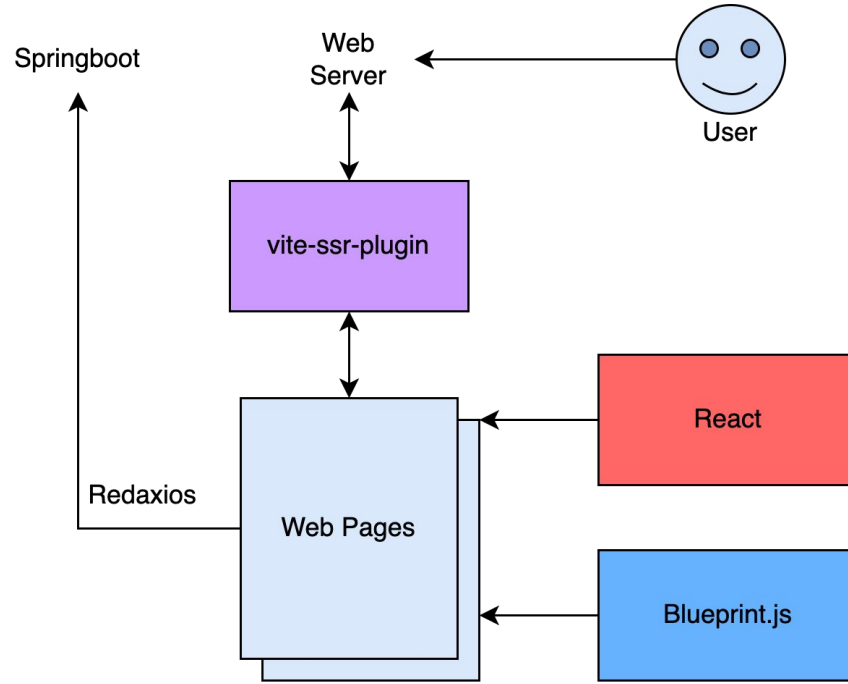 Springboot
Web
Server
User
vite-ssr-plugin
React
Redaxios
Web Pages
Blueprint.js